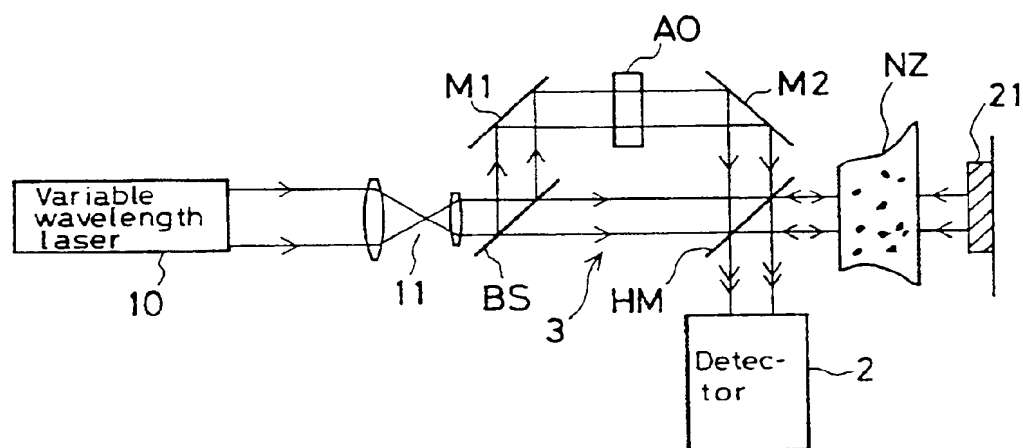 AO
M1
M2
NZ
21
Variable
wavelength
laser
10
11
BS
3
HM
Detec-
tor
2